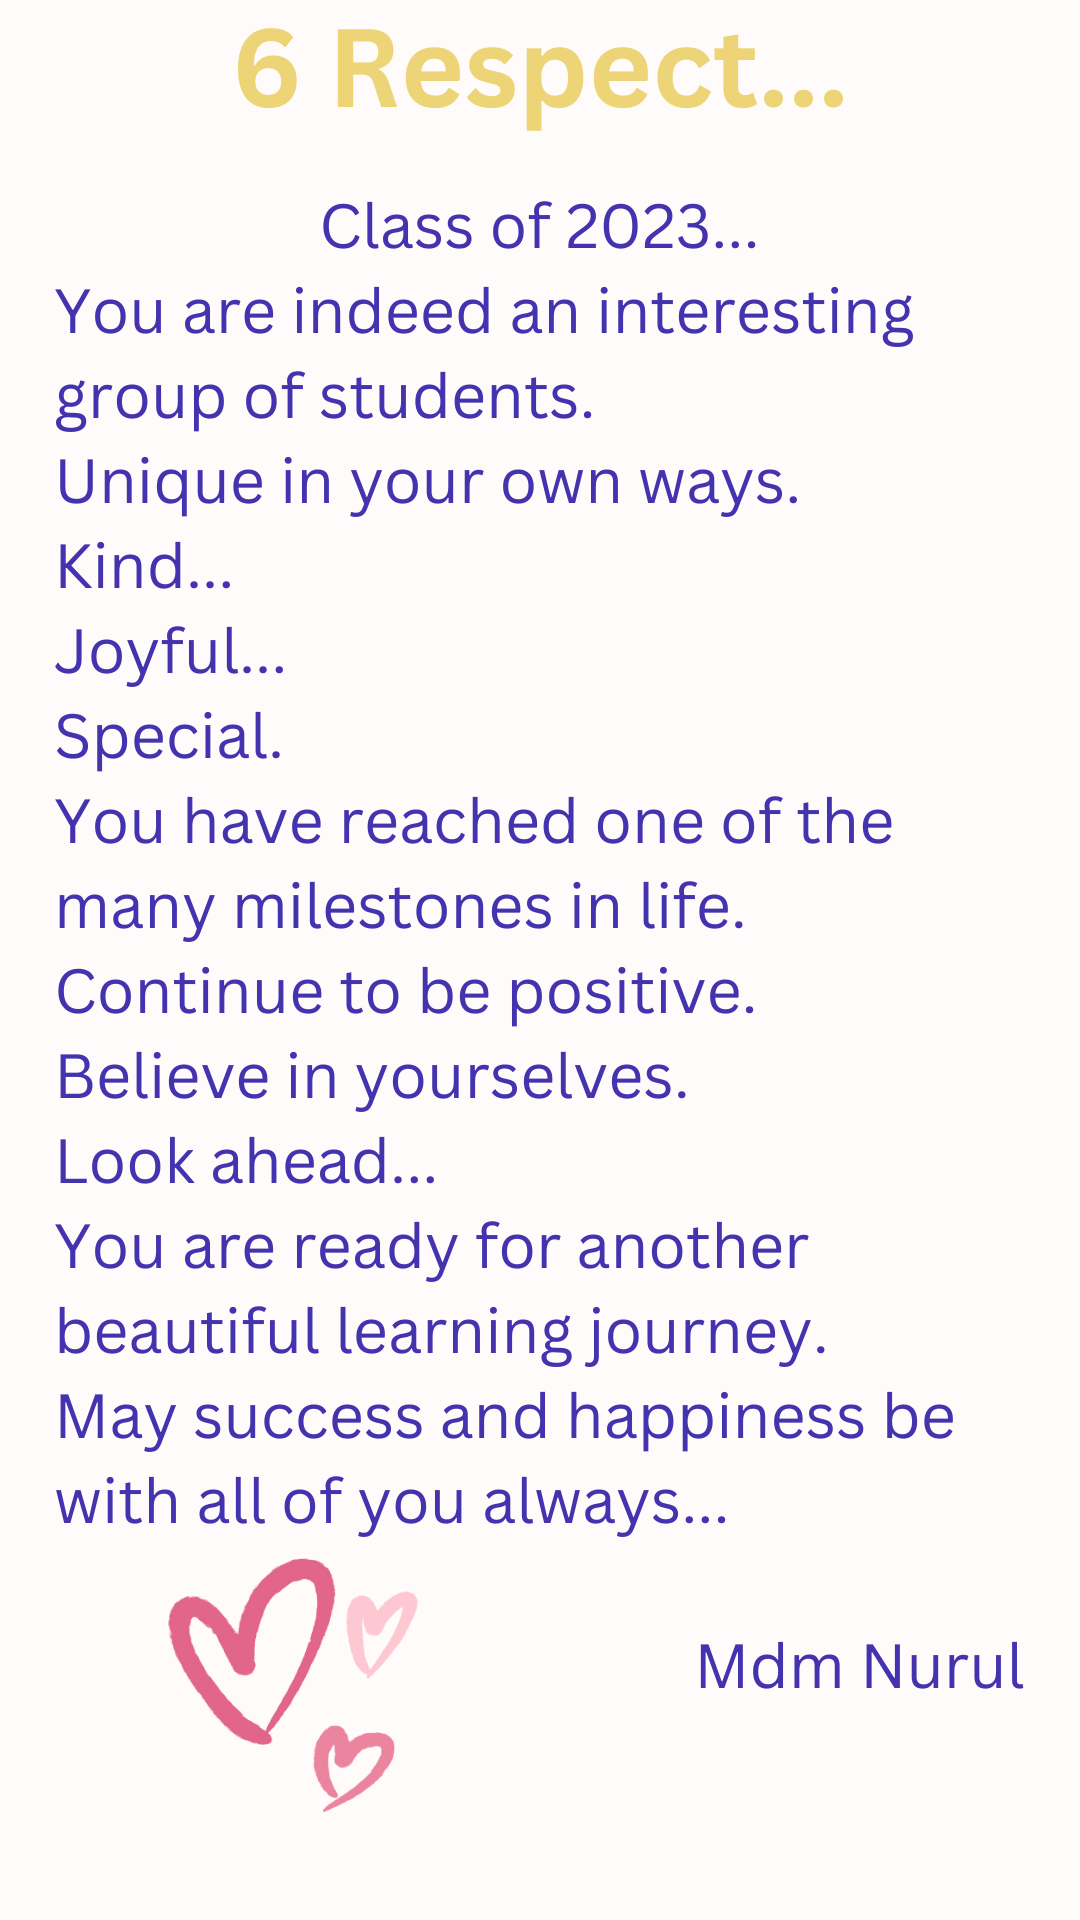 6 Respect...
Class of 2023...
You are indeed an interesting
group of students.
Unique in your own ways.
Kind...
Joyful...
Special.
You have reached one of the
many milestones in life.
Continue to be positive.
Believe in yourselves.
Look ahead...
You are ready for another
beautiful learning journey.
May success and happiness be
with all of you always...
Mdm Nurul